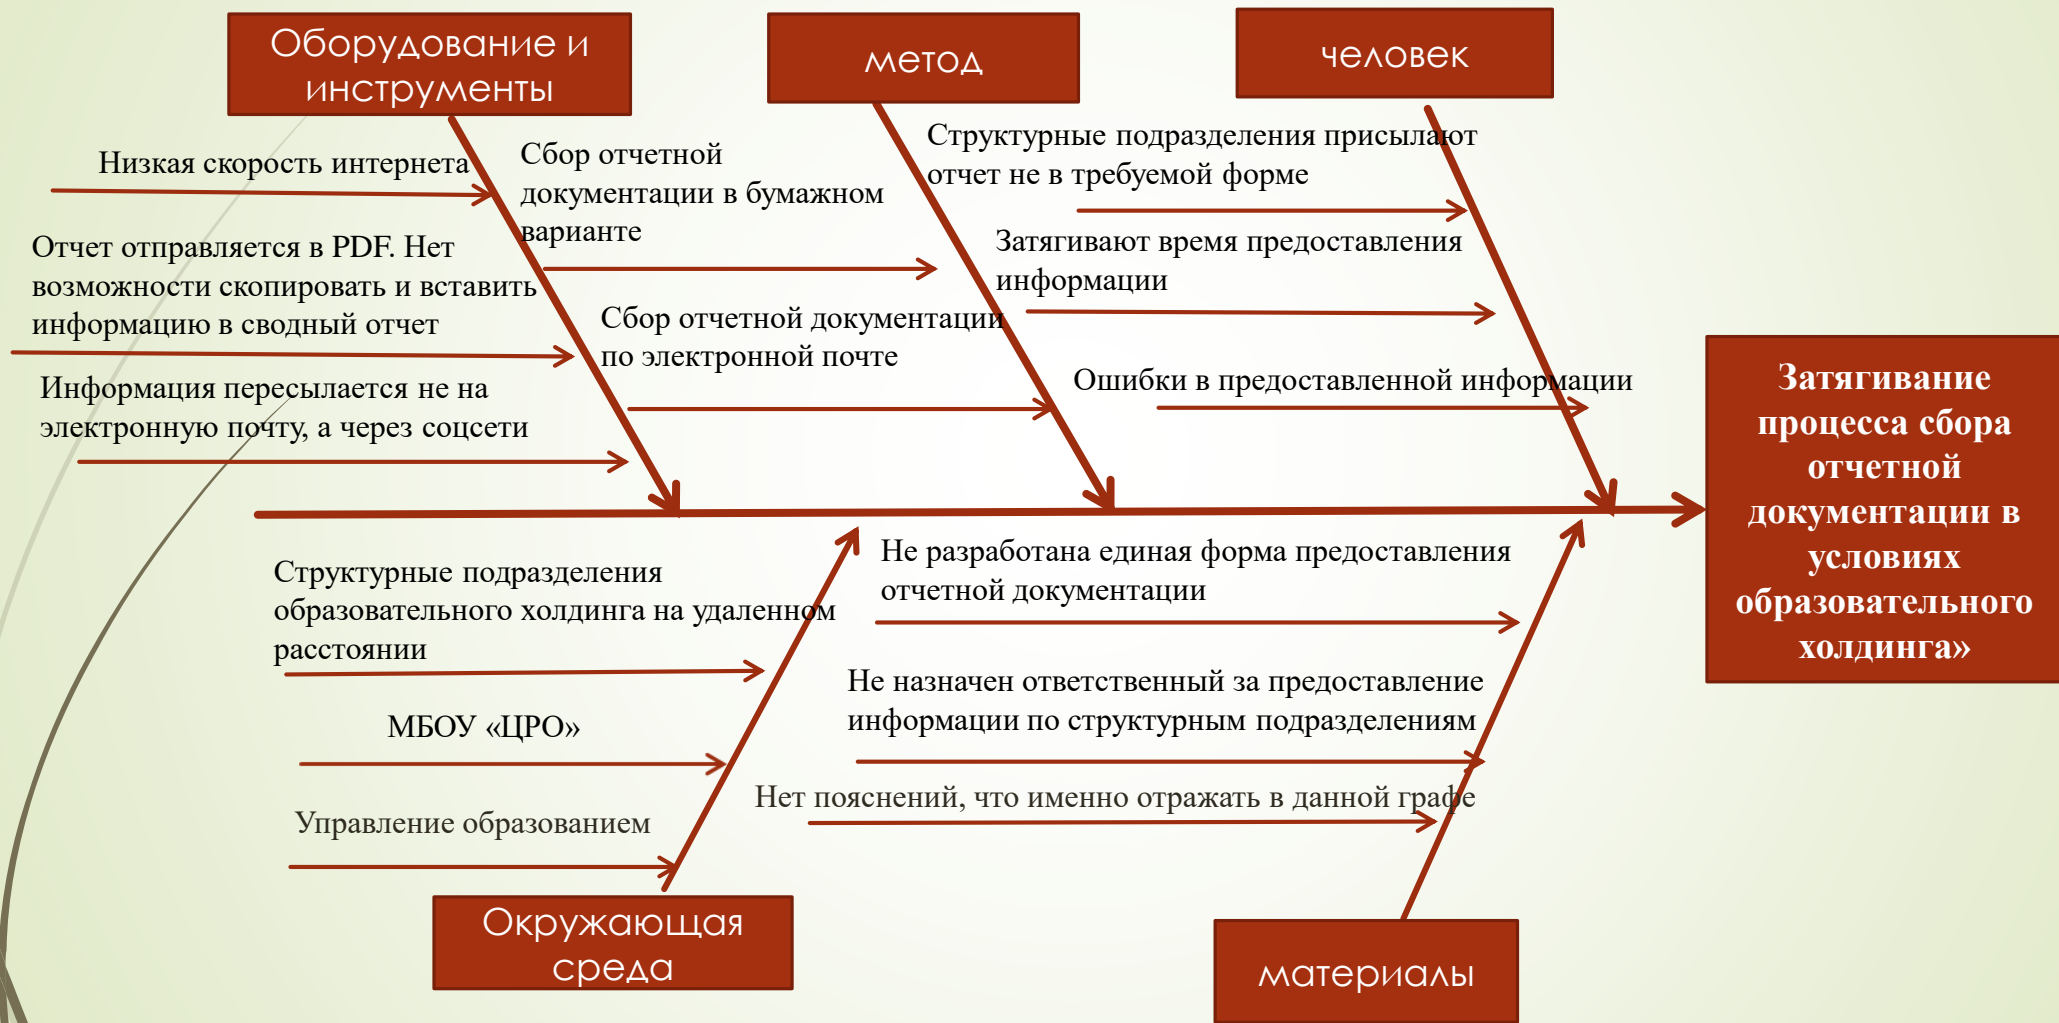 Оборудование и
инструменты
метод
человек
Низкая скорость интернета
Отчет отправляется в PDF. Нет
возможности скопировать и вставить
информацию в сводный отчет
Информация пересылается не на
электронную почту, а через соцсети
Сбор отчетной
документации в бумажном
варианте
Сбор отчетной документации
по электронной почте
Структурные подразделения присылают
отчет не в требуемой форме
Затягивают время предоставления
информации
Ошибки в предоставленной информации
Затягивание
процесса сбора
отчетной
документации в
условиях
образовательного
холдинга»
Структурные подразделения
образовательного холдинга на удаленном
расстоянии
МБОУ «ЦРО»
Управление образованием
Не разработана единая форма предоставления
отчетной документации
Не назначен ответственный за предоставление
информации по структурным подразделениям
Нет пояснений, что именно отражать в данной графе
Окружающая
среда
материалы